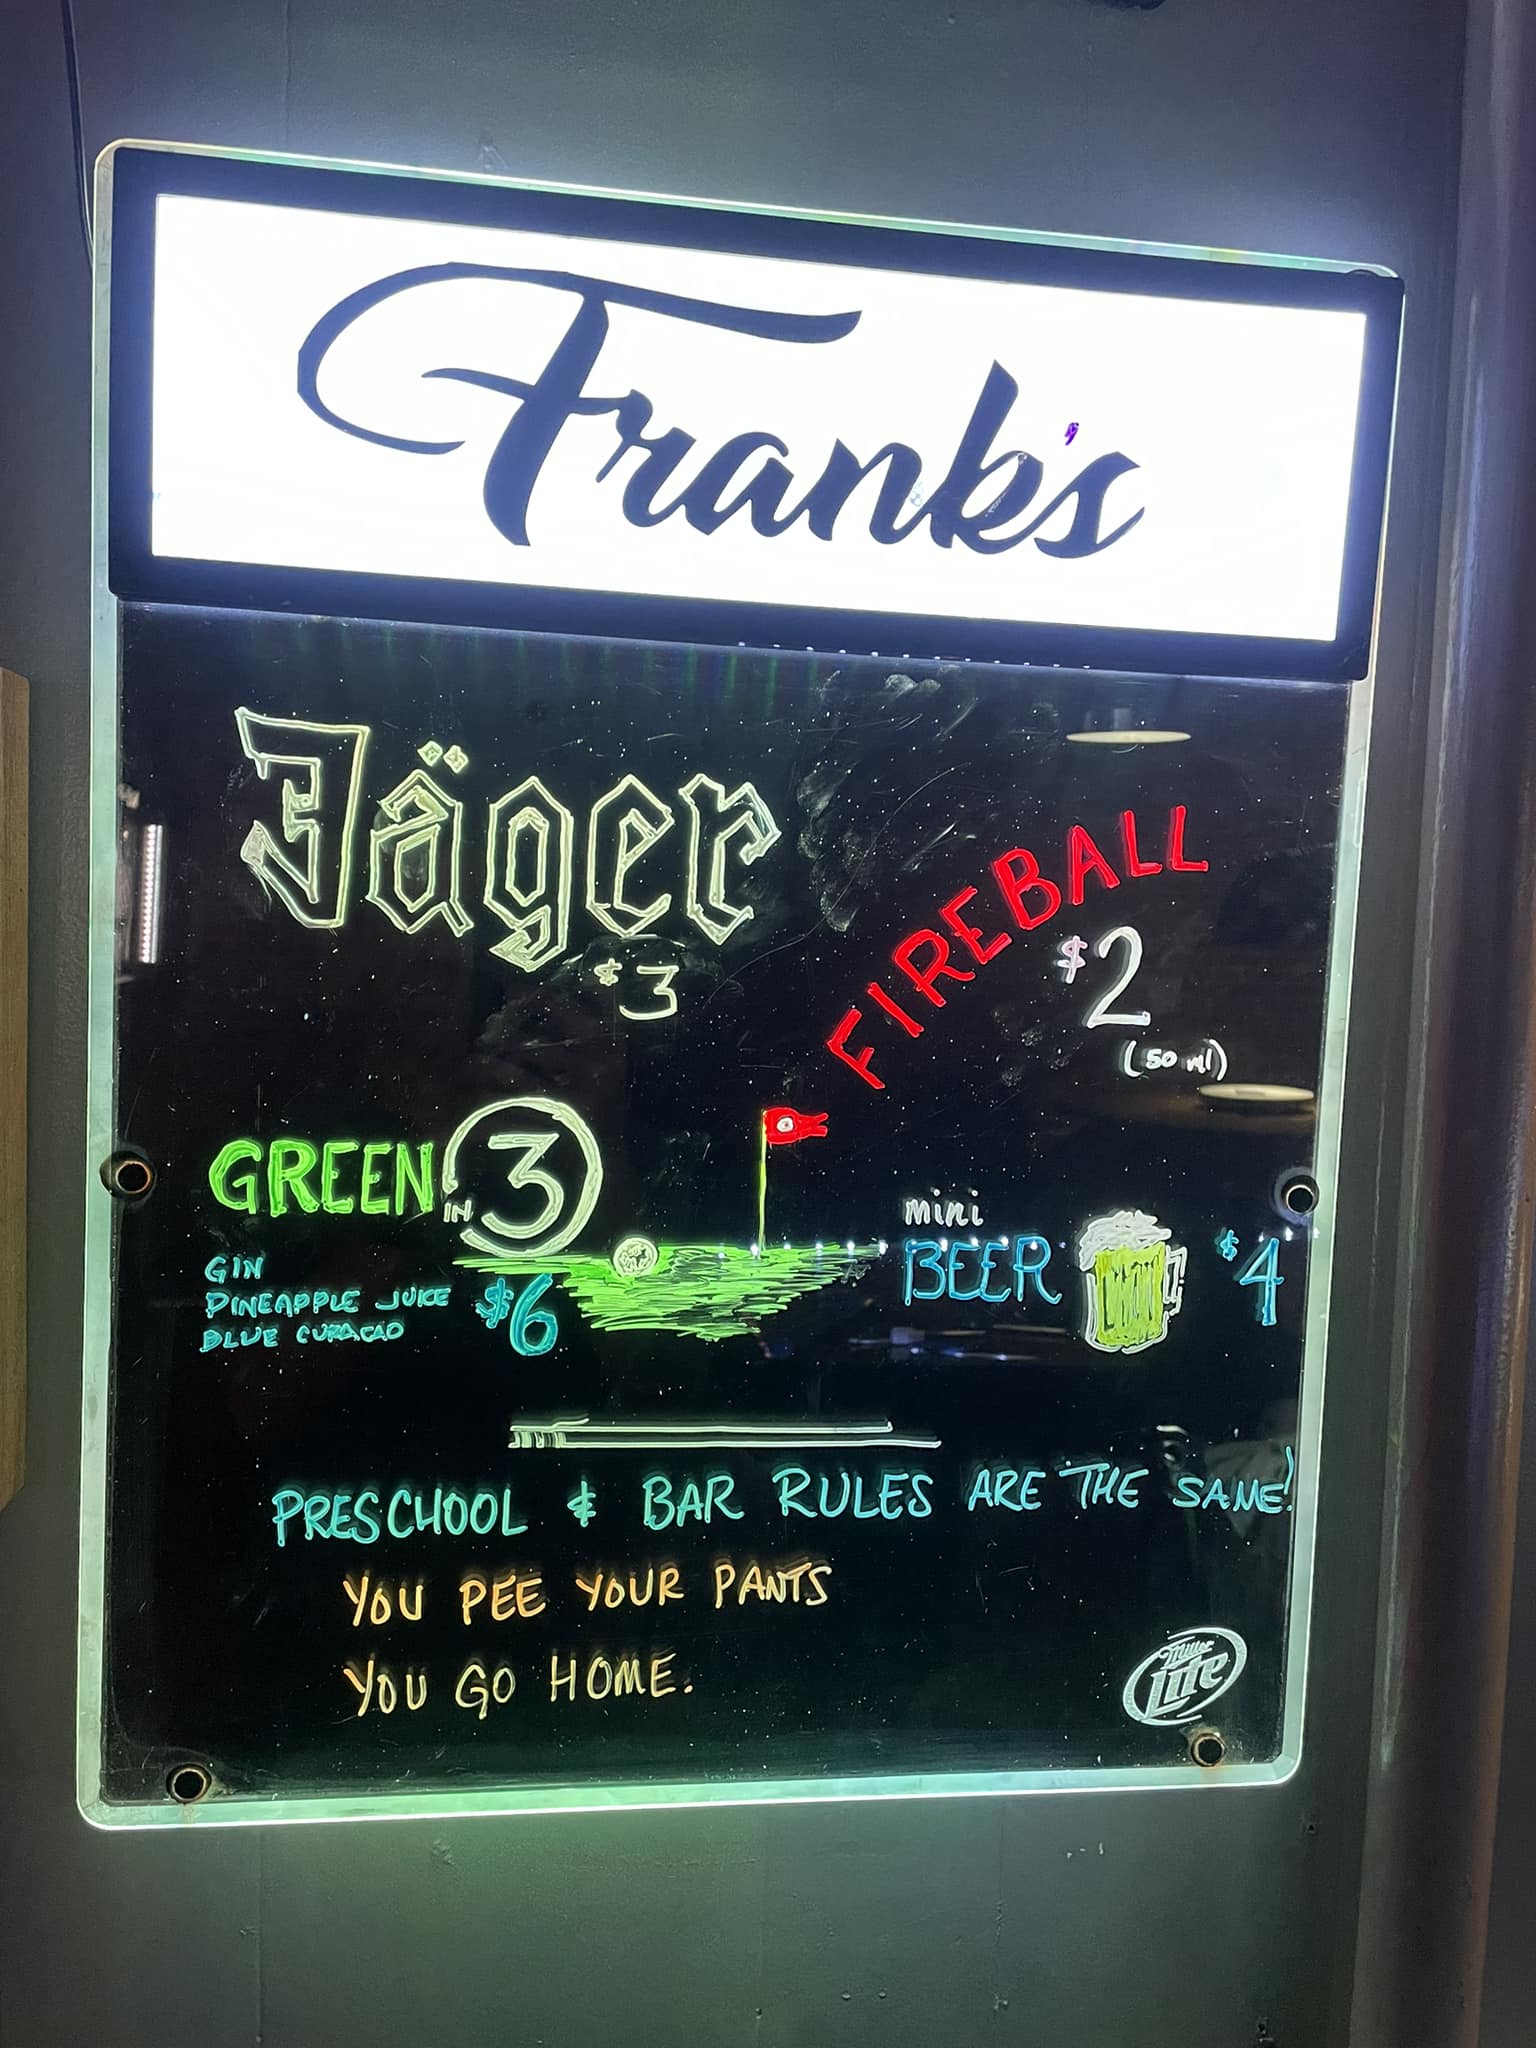 Frank's
Jäger
$3
FIREBALL
$2
(50 ml)
GREEN IN 3
GIN
PINEAPPLE JUICE
BLUE CURACAO
$6
mini
BEER
$4
PRESCHOOL & BAR RULES ARE THE SAME!
YOU PEE YOUR PANTS
YOU GO HOME.
Miller
Lite